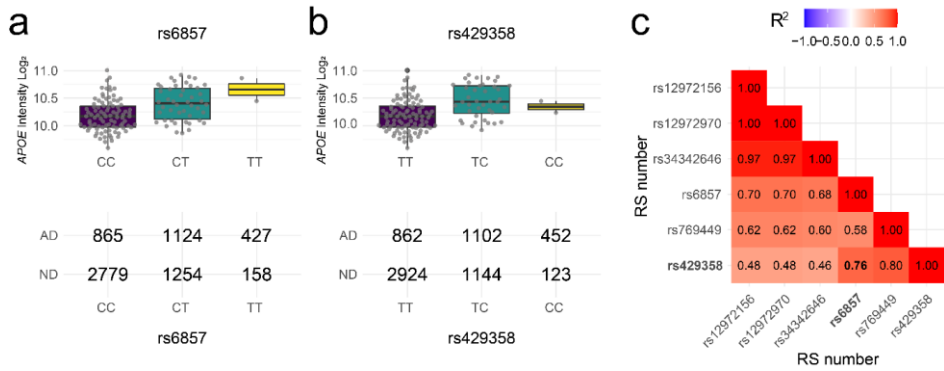 a
rs6857
APOE Intensity Log₂
11.0
10.5
10.0
CC CT TT
AD 865 1124 427
ND 2779 1254 158
CC CT TT
rs6857
b
rs429358
APOE Intensity Log₂
11.0
10.5
10.0
TT TC CC
AD 862 1102 452
ND 2924 1144 123
TT TC CC
rs429358
c
R²
−1.0 −0.5 0.0 0.5 1.0
RS number
rs12972156 1.00
rs12972970 1.00 1.00
rs34342646 0.97 0.97 1.00
rs6857 0.70 0.70 0.68 1.00
rs769449 0.62 0.62 0.60 0.58 1.00
rs429358 0.48 0.48 0.46 0.76 0.80 1.00
rs12972156 rs12972970 rs34342646 rs6857 rs769449 rs429358
RS number